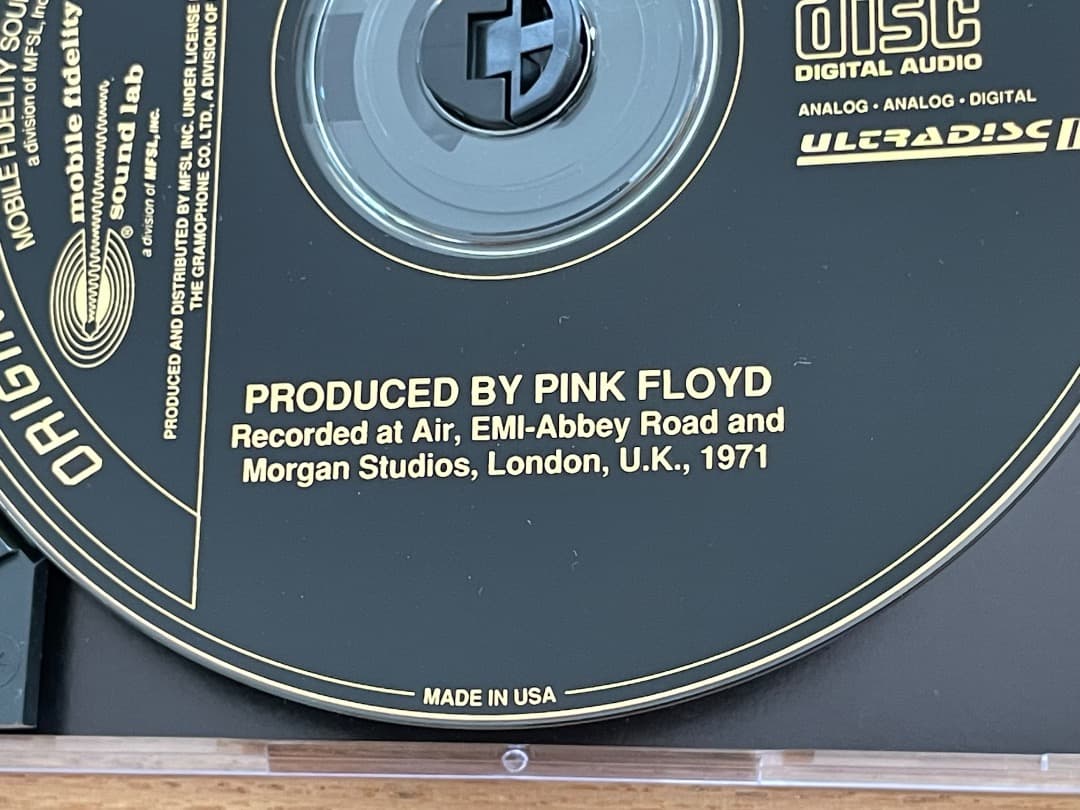 DISC
DIGITAL AUDIO
ANALOG • ANALOG • DIGITAL
ULTRADISC II
MOBILE FIDELITY
a division of MFSL, Inc.
mobile fidelity
sound lab
®
a division of MFSL, INC.
PRODUCED AND DISTRIBUTED BY MFSL INC. UNDER LICENSE
THE GRAMOPHONE CO. LTD., A DIVISION OF
PRODUCED BY PINK FLOYD
Recorded at Air, EMI-Abbey Road and
Morgan Studios, London, U.K., 1971
MADE IN USA